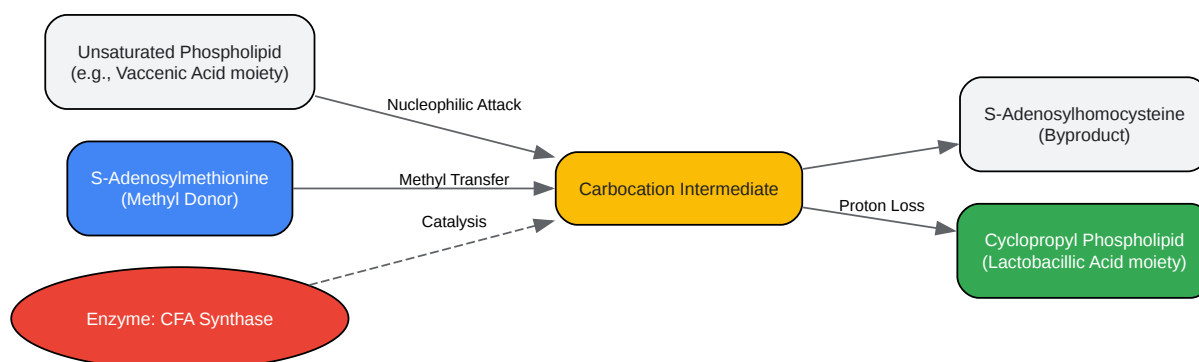 Unsaturated Phospholipid
(e.g., Vaccenic Acid moiety)
Nucleophilic Attack
S-Adenosylmethionine
(Methyl Donor)
Methyl Transfer
Catalysis
Enzyme: CFA Synthase
Carbocation Intermediate
S-Adenosylhomocysteine
(Byproduct)
Proton Loss
Cyclopropyl Phospholipid
(Lactobacillic Acid moiety)